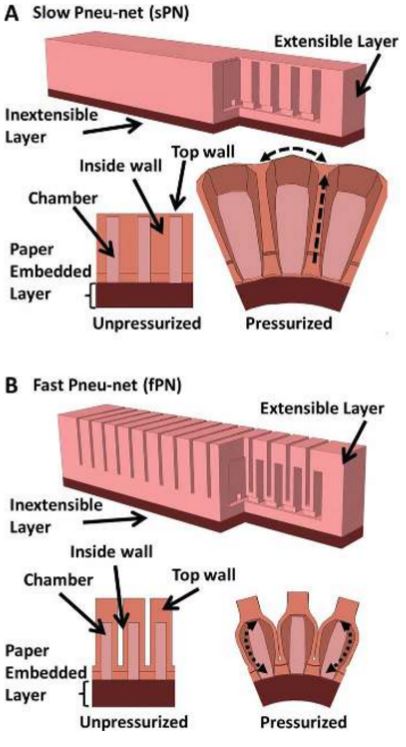 A Slow Pneu-net (sPN)
Extensible Layer
Inextensible
Layer
Top wall
Inside wall
Chamber
Paper
Embedded
Layer
Unpressurized
Pressurized
B Fast Pneu-net (fPN)
Extensible Layer
Inextensible
Layer
Inside wall
Chamber
Top wall
Paper
Embedded
Layer
Unpressurized
Pressurized